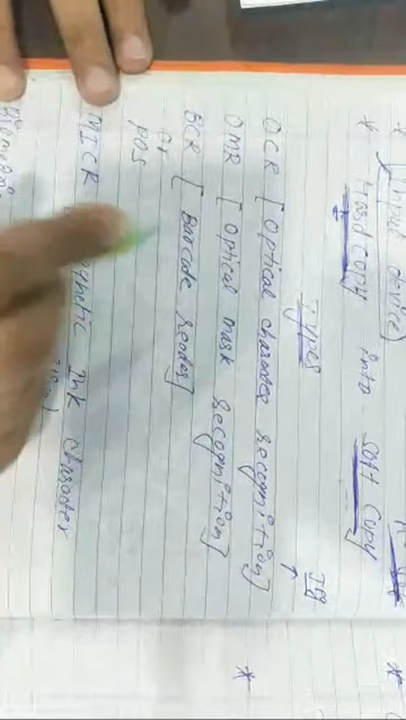 * Input device)
* Hard Copy into Soft Copy
Types
IQ
OCR [Optical character Recognition]
OMR [Optical mark Recognition]
BCR [Barcode reader]
or
POS
MICR Ink Character
*
*